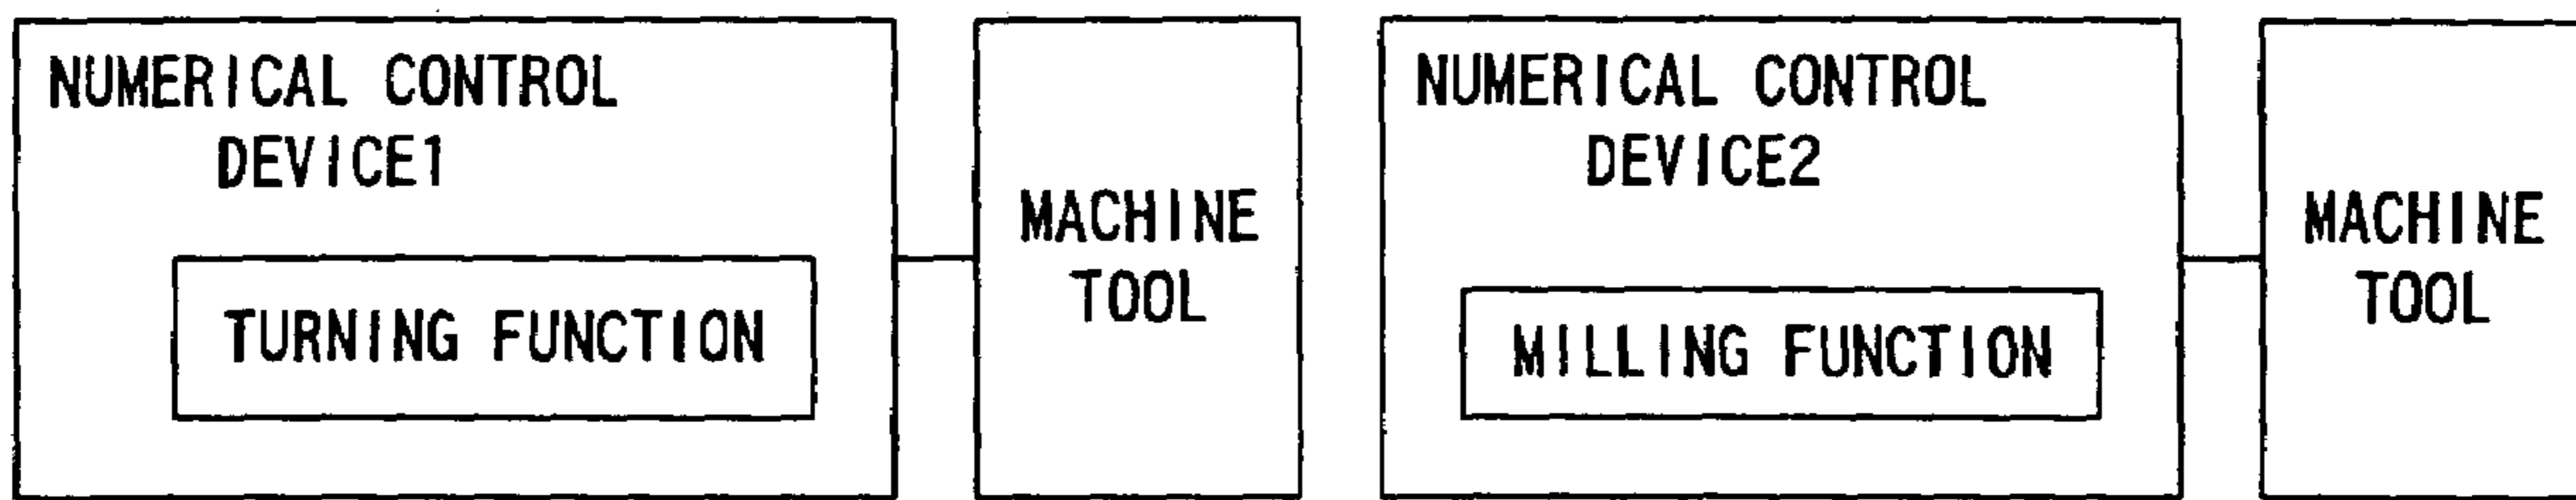 NUMERICAL CONTROL
DEVICE1
TURNING FUNCTION
MACHINE
TOOL
NUMERICAL CONTROL
DEVICE2
MILLING FUNCTION
MACHINE
TOOL